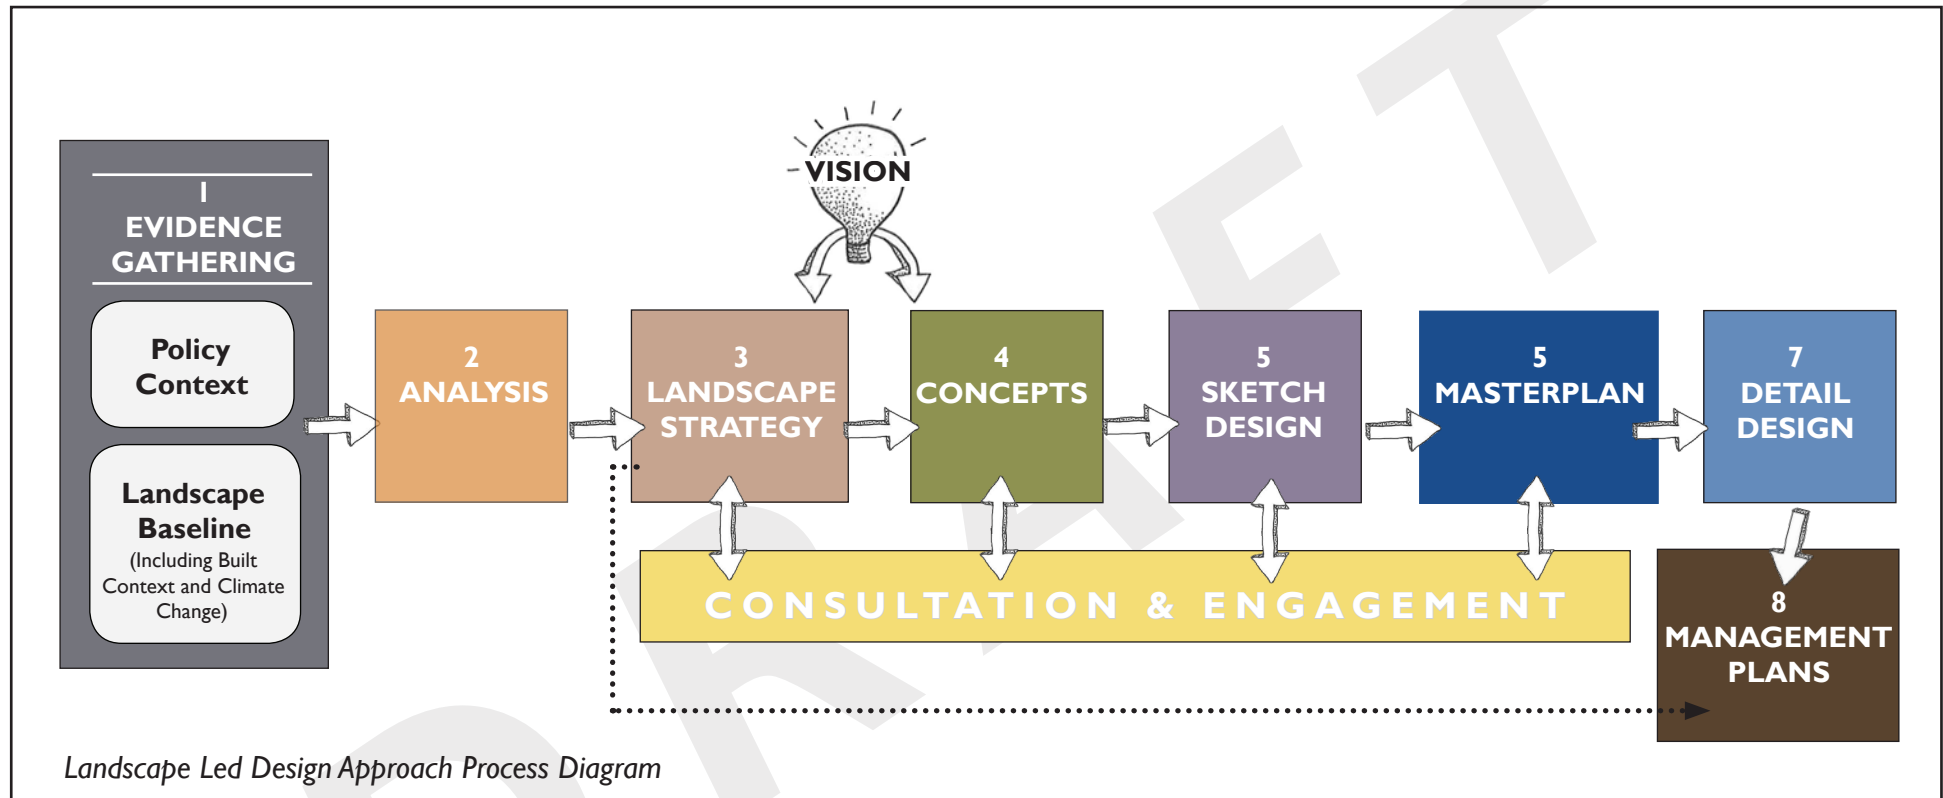 VISION
1
EVIDENCE
GATHERING
Policy
Context
Landscape
Baseline
(Including Built
Context and Climate
Change)
2
ANALYSIS
3
LANDSCAPE
STRATEGY
4
CONCEPTS
5
SKETCH
DESIGN
5
MASTERPLAN
7
DETAIL
DESIGN
CONSULTATION & ENGAGEMENT
8
MANAGEMENT
PLANS
Landscape Led Design Approach Process Diagram
DRAFT